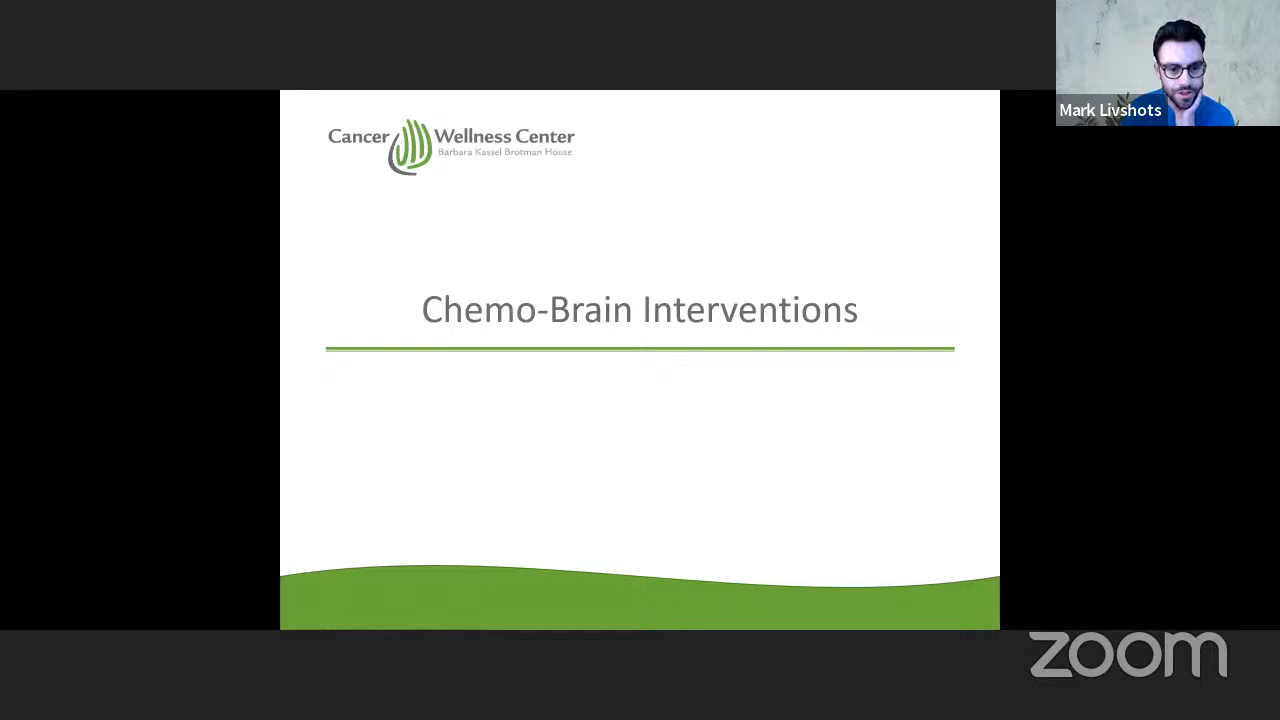 Mark Livshots
Cancer Wellness Center
Barbara Kassel Brotman House
Chemo-Brain Interventions
zoom